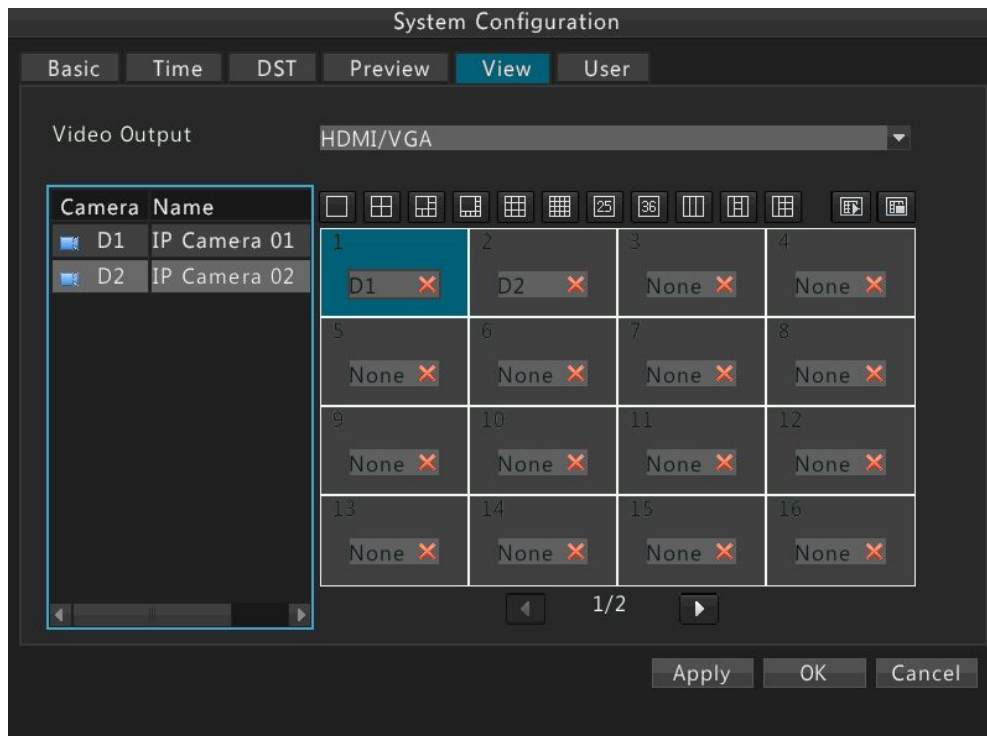 System Configuration
Basic Time DST Preview View User
Video Output HDMI/VGA
Camera Name
25 36
D1 IP Camera 01
D2 IP Camera 02
1 2 3 4
D1 D2 None None
5 6 7 8
None None None None
9 10 11 12
None None None None
13 14 15 16
None None None None
1/2
Apply OK Cancel